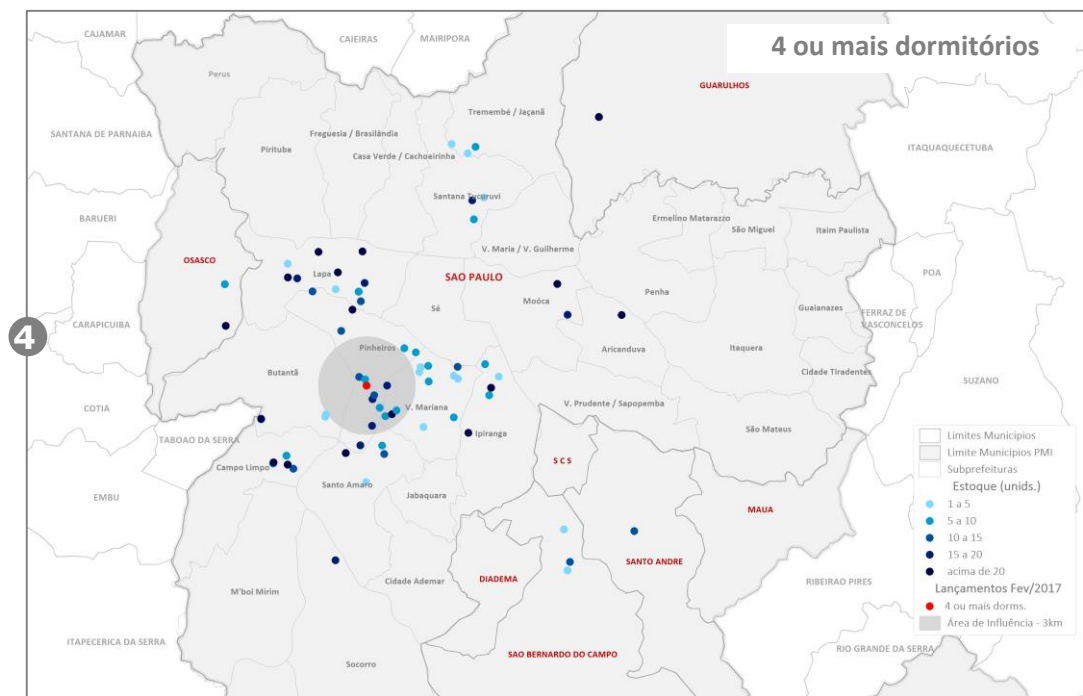 4 ou mais dormitórios
CAJAMAR
CAIEIRAS
MAIRIPORA
Perus
GUARULHOS
Tremembé / Jaçanã
SANTANA DE PARNAIBA
Freguesia / Brasilândia
ITAQUAQUECETUBA
Pirituba
Casa Verde / Cachoeirinha
Santana Tucuruvi
BARUERI
Ermelino Matarazzo
São Miguel
Itaim Paulista
V. Maria / V. Guilherme
OSASCO
Lapa
SAO PAULO
POA
Penha
Sé
Moóca
Guaianazes
FERRAZ DE
VASCONCELOS
CARAPICUIBA
4
Pinheiros
Aricanduva
Itaquera
Butantã
Cidade Tiradentes
SUZANO
COTIA
V. Mariana
V. Prudente / Sapopemba
TABOAO DA SERRA
Ipiranga
São Mateus
Campo Limpo
S C S
Santo Amaro
EMBU
Jabaquara
MAUA
SANTO ANDRE
Cidade Ademar
DIADEMA
RIBEIRAO PIRES
M'boi Mirim
ITAPECERICA DA SERRA
SAO BERNARDO DO CAMPO
RIO GRANDE DA SERRA
Socorro
Limites Municipios
Limite Municipios PMI
Subprefeituras
Estoque (unids.)
1 a 5
5 a 10
10 a 15
15 a 20
acima de 20
Lançamentos Fev/2017
4 ou mais dorms.
Área de Influência - 3km